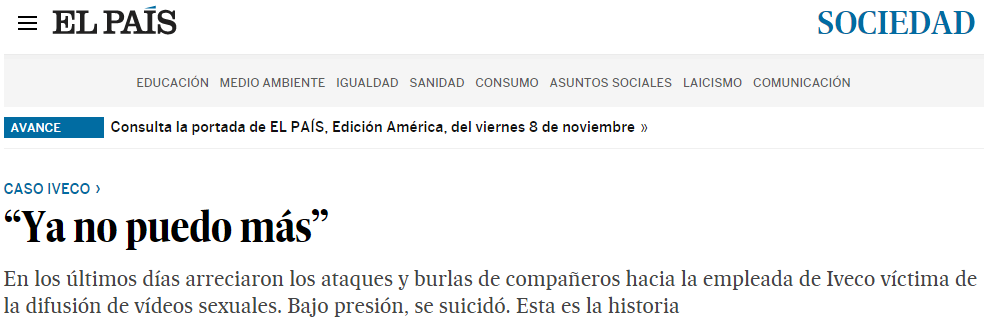 EL PAÍS
SOCIEDAD
EDUCACIÓN MEDIO AMBIENTE IGUALDAD SANIDAD CONSUMO ASUNTOS SOCIALES LAICISMO COMUNICACIÓN
AVANCE Consulta la portada de EL PAÍS, Edición América, del viernes 8 de noviembre »
CASO IVECO ›
“Ya no puedo más”
En los últimos días arreciaron los ataques y burlas de compañeros hacia la empleada de Iveco víctima de
la difusión de vídeos sexuales. Bajo presión, se suicidó. Esta es la historia